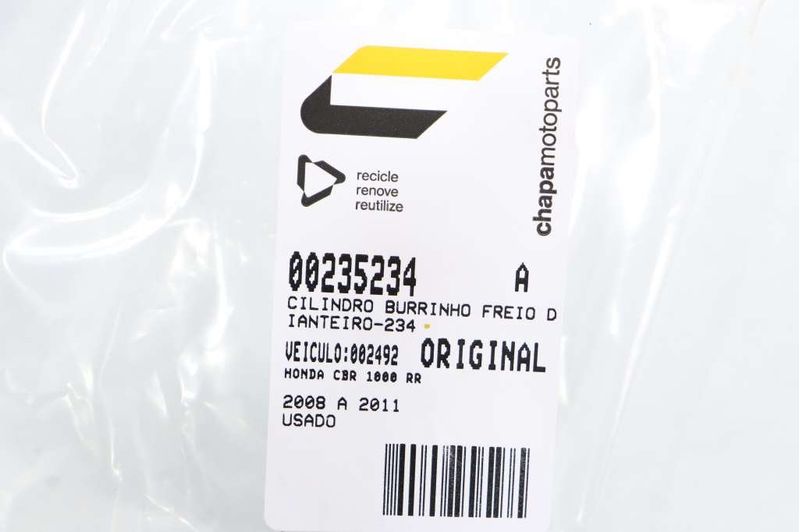 chapamotoparts
recicle
renove
reutilize
00235234 A
CILINDRO BURRINHO FREIO D
IANTEIRO-234
VEICULO:002492 ORIGINAL
HONDA CBR 1000 RR
2008 A 2011
USADO